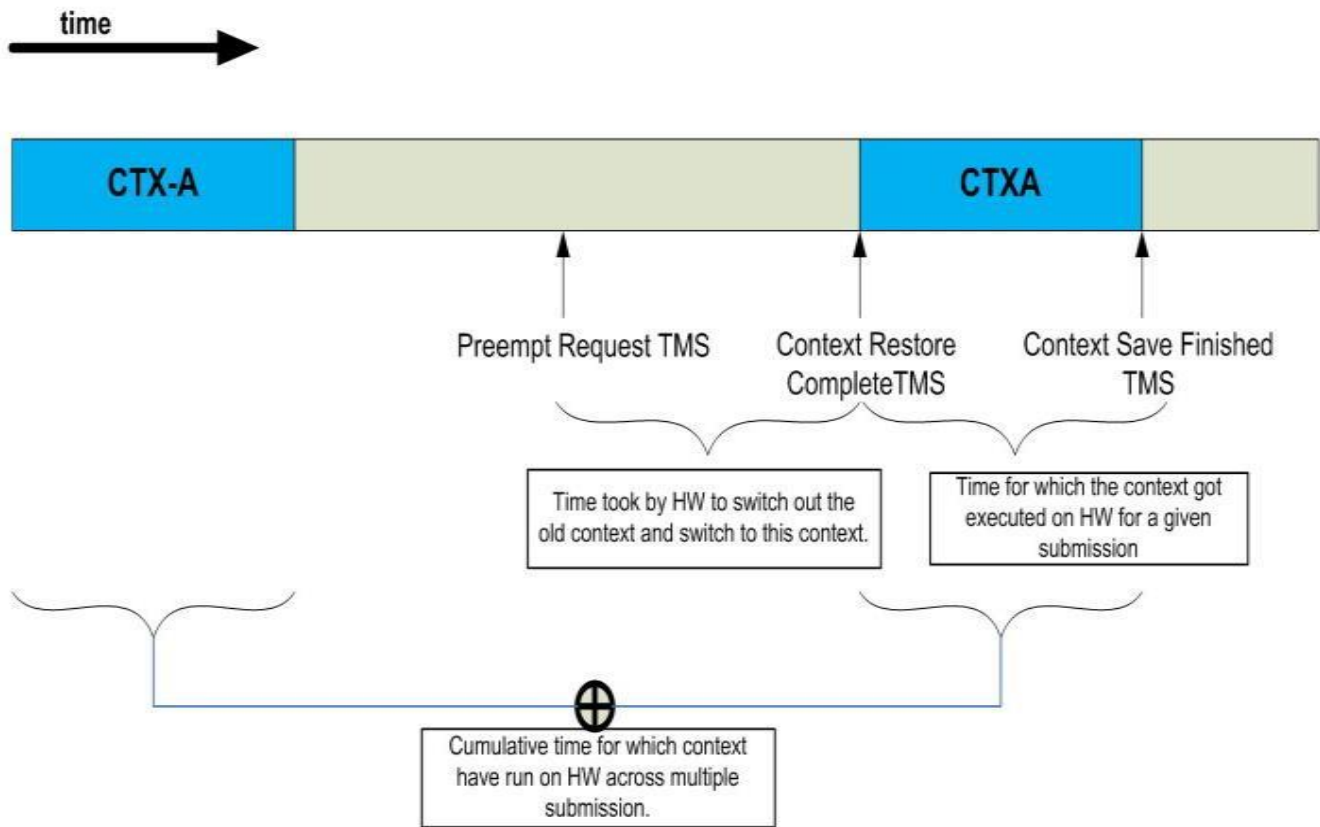 time
CTX-A
CTXA
Preempt Request TMS
Context Restore
CompleteTMS
Context Save Finished
TMS
Time took by HW to switch out the
old context and switch to this context.
Time for which the context got
executed on HW for a given
submission
Cumulative time for which context
have run on HW across multiple
submission.